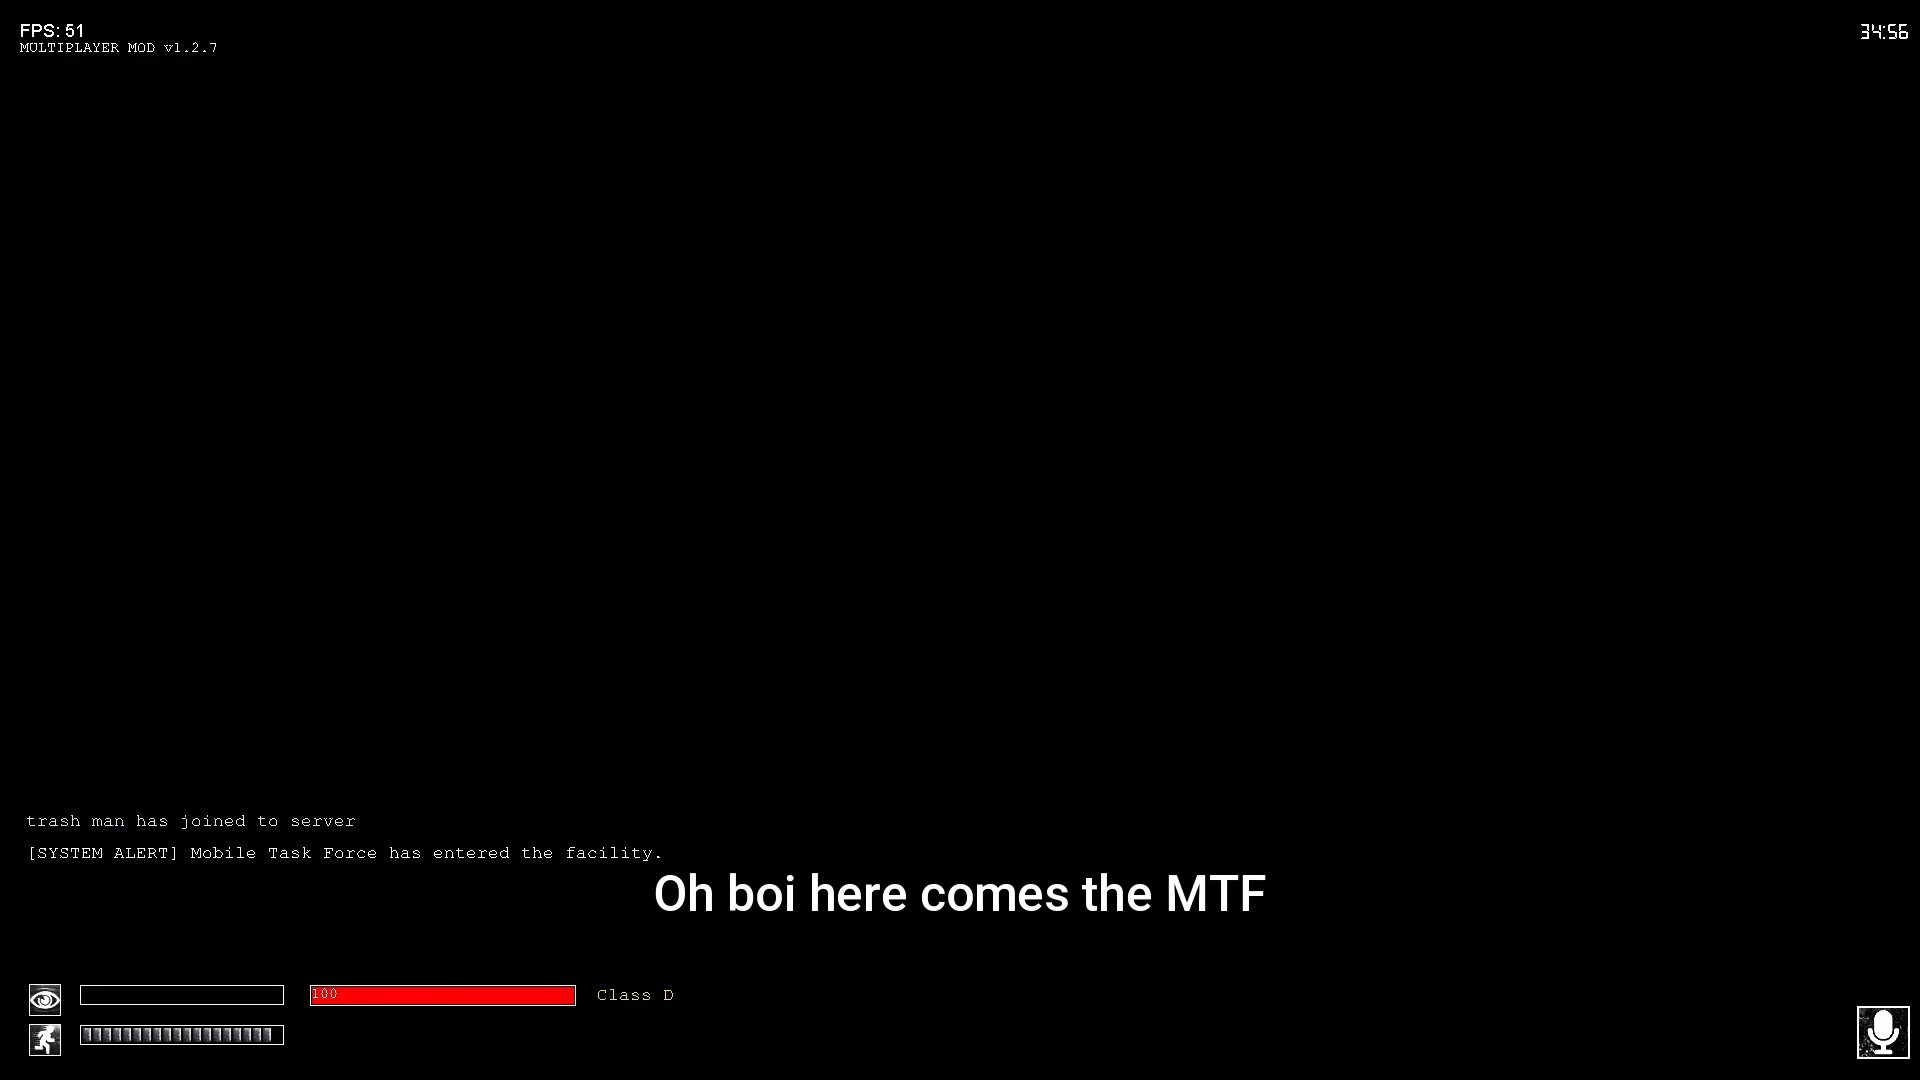 FPS: 51
MULTIPLAYER MOD v1.2.7
34:56
trash man has joined to server
[SYSTEM ALERT] Mobile Task Force has entered the facility.
Oh boi here comes the MTF
100
Class D